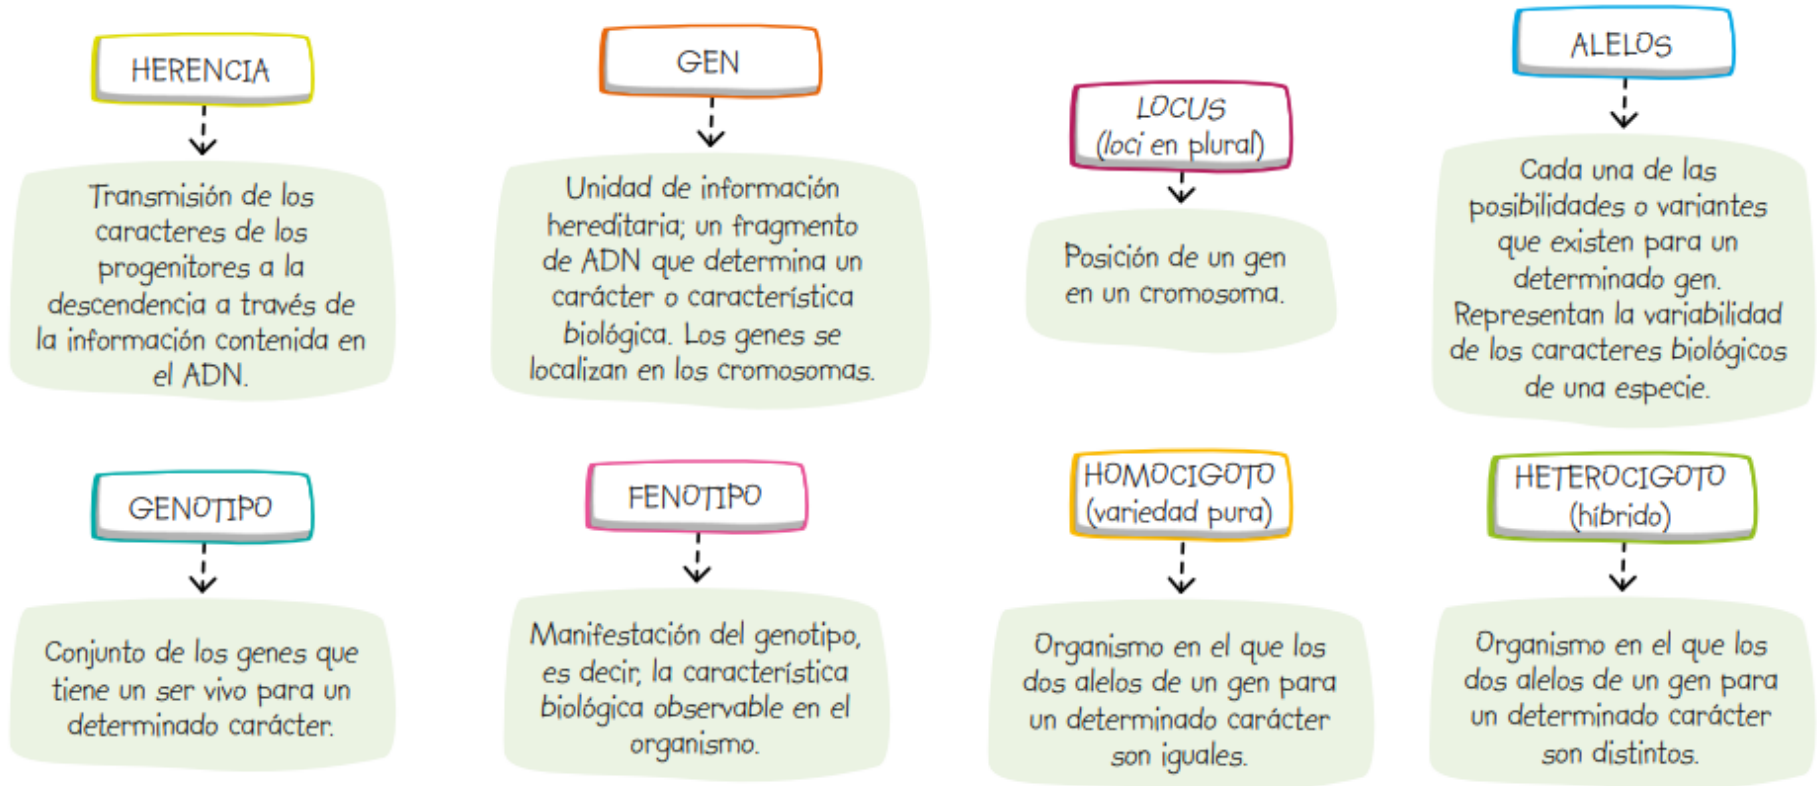 HERENCIA
Transmisión de los
caracteres de los
progenitores a la
descendencia a través de
la información contenida en
el ADN.
GEN
Unidad de información
hereditaria; un fragmento
de ADN que determina un
carácter o característica
biológica. Los genes se
localizan en los cromosomas.
LOCUS
(loci en plural)
Posición de un gen
en un cromosoma.
ALELOS
Cada una de las
posibilidades o variantes
que existen para un
determinado gen.
Representan la variabilidad
de los caracteres biológicos
de una especie.
GENOTIPO
Conjunto de los genes que
tiene un ser vivo para un
determinado carácter.
FENOTIPO
Manifestación del genotipo,
es decir, la característica
biológica observable en el
organismo.
HOMOCIGOTO
(variedad pura)
Organismo en el que los
dos alelos de un gen para
un determinado carácter
son iguales.
HETEROCIGOTO
(híbrido)
Organismo en el que los
dos alelos de un gen para
un determinado carácter
son distintos.